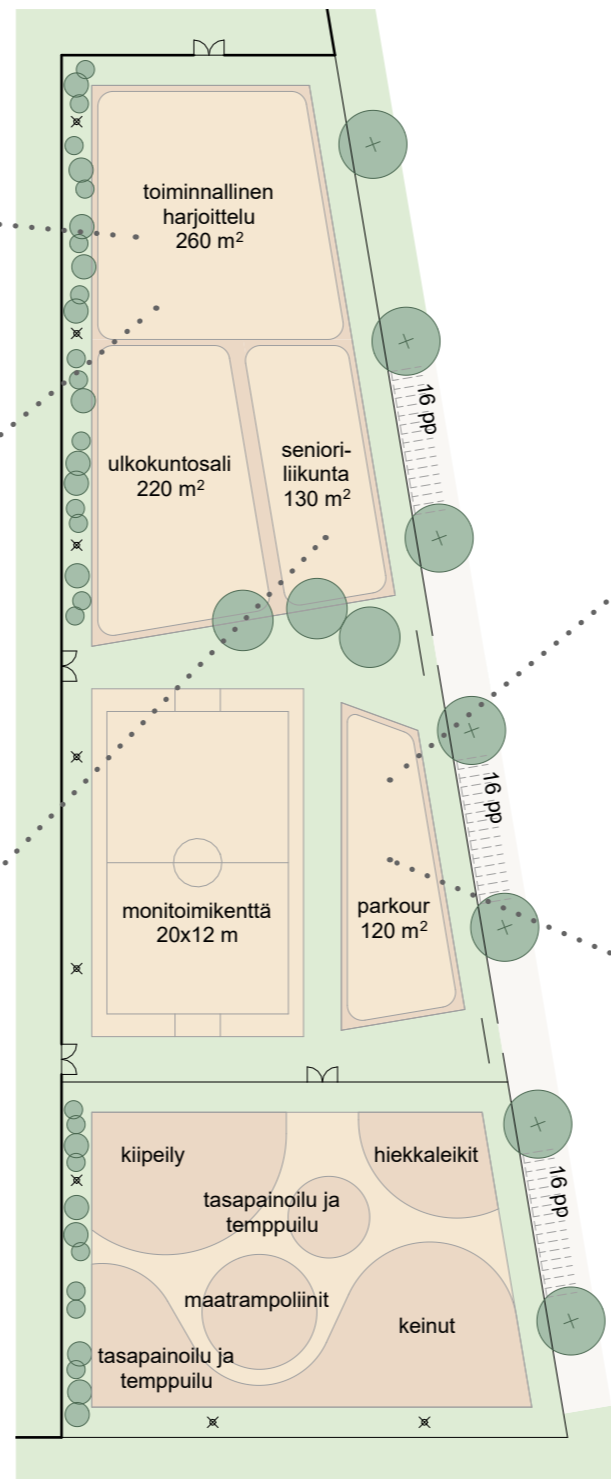 toiminnallinen
harjoittelu
260 m²
16 pp
ulkokuntosali
220 m²
seniori-
liikunta
130 m²
16 pp
monitoimikenttä
20x12 m
parkour
120 m²
kiipeily
hiekkaleikit
16 pp
tasapainoilu ja
temppuilu
maatrampoliinit
keinut
tasapainoilu ja
temppuilu